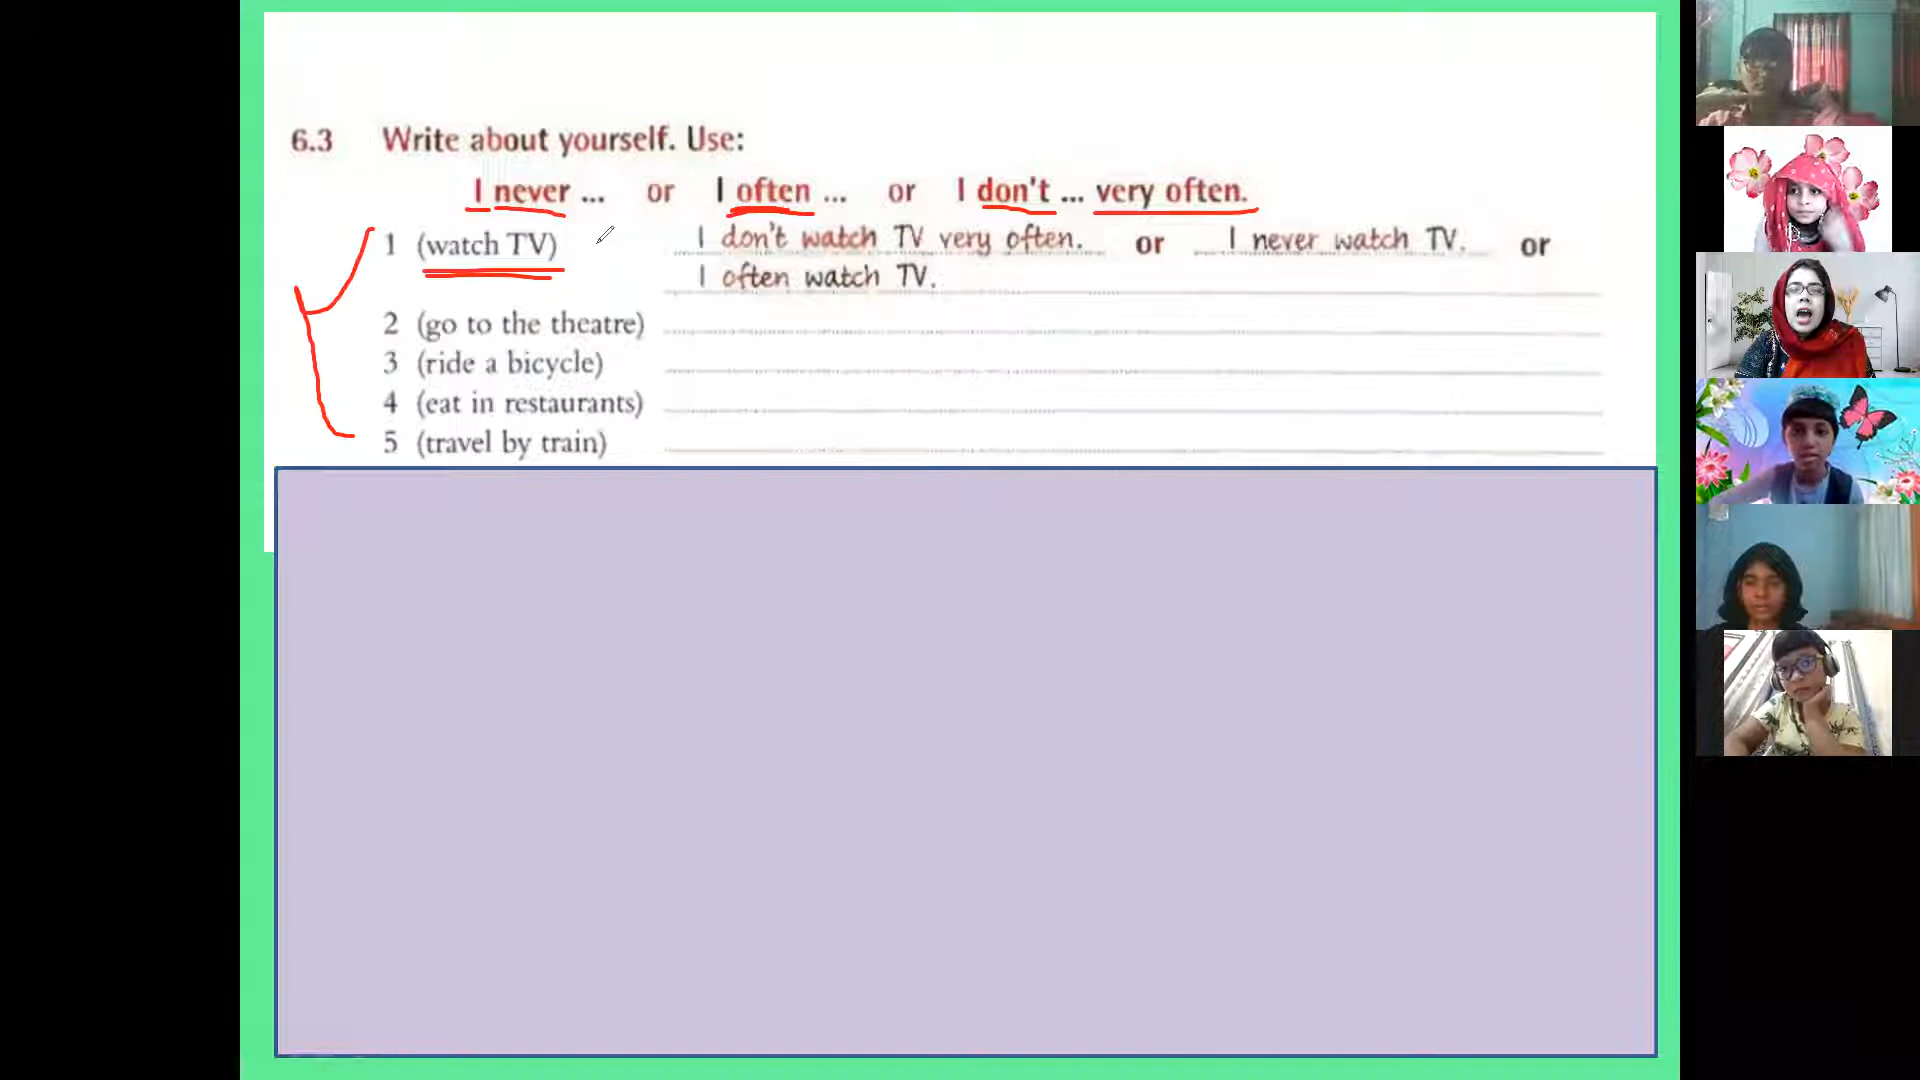 6.3 Write about yourself. Use:
I never ... or I often ... or I don't ... very often.
1 (watch TV) I don't watch TV very often. or I never watch TV. or
I often watch TV.
2 (go to the theatre)
3 (ride a bicycle)
4 (eat in restaurants)
5 (travel by train)